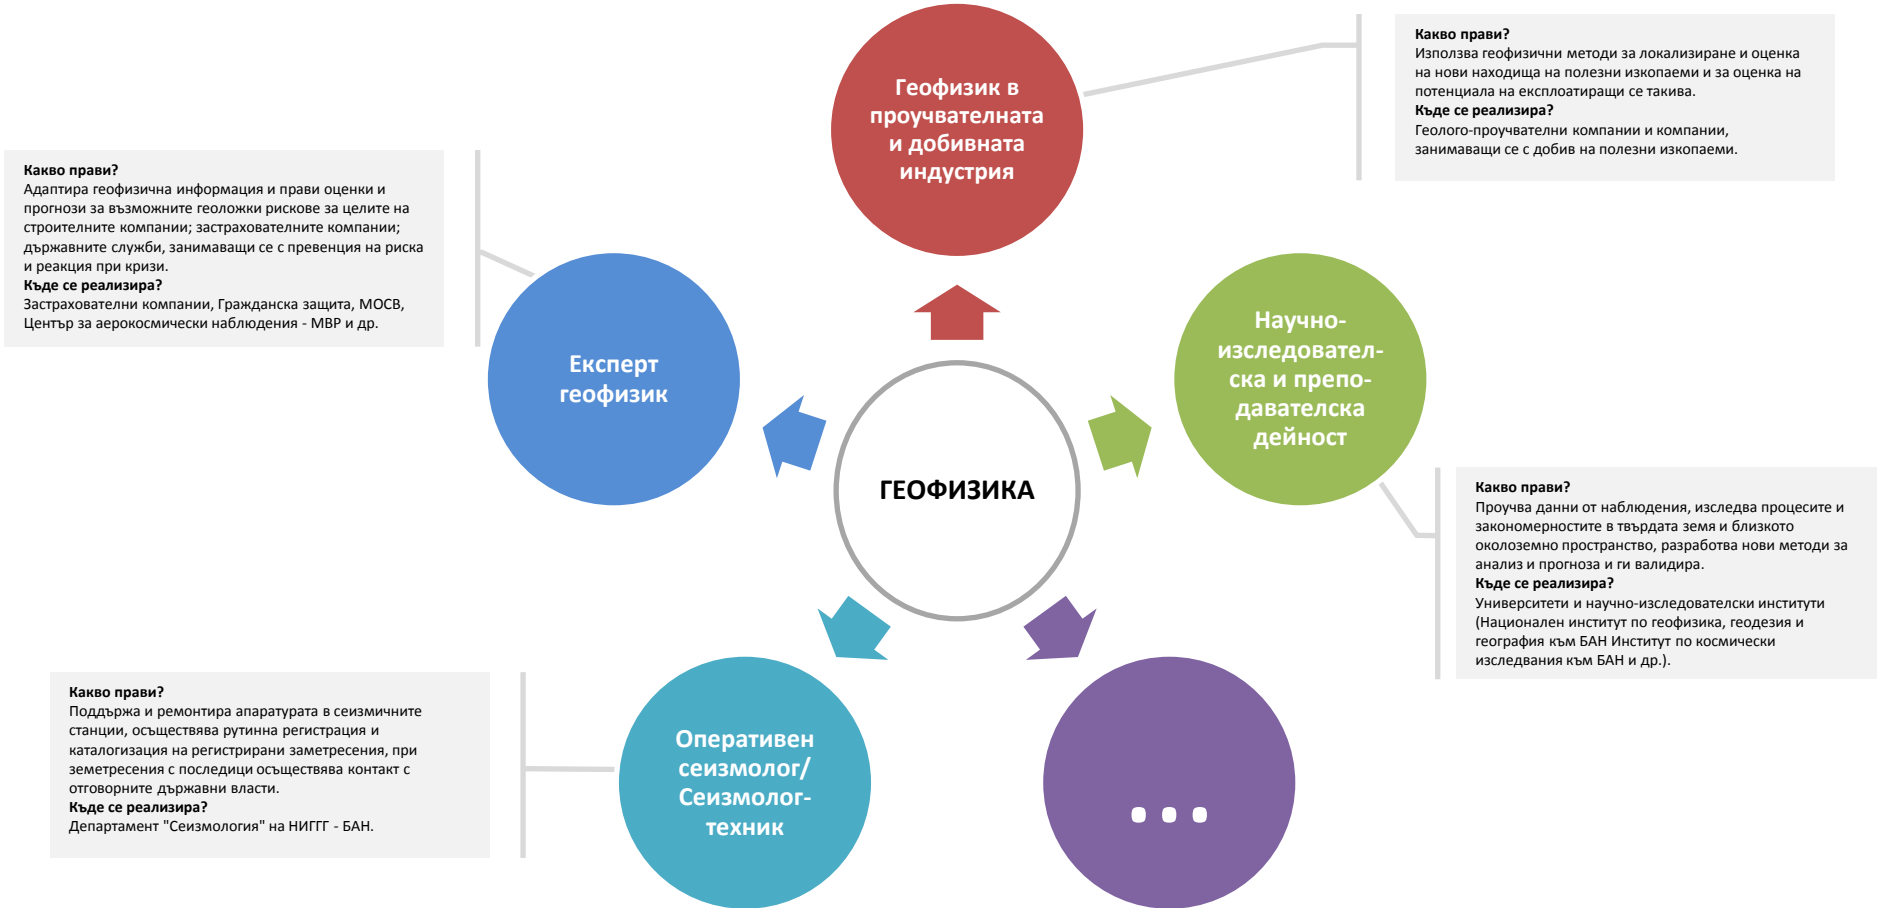 Геофизик в
проучвателната
и добивната
индустрия
Какво прави?
Използва геофизични методи за локализиране и оценка
на нови находища на полезни изкопаеми и за оценка на
потенциала на експлоатиращи се такива.
Къде се реализира?
Геолого-проучвателни компании и компании,
занимаващи се с добив на полезни изкопаеми.
Какво прави?
Адаптира геофизична информация и прави оценки и
прогнози за възможните геоложки рискове за целите на
строителните компании; застрахователните компании;
държавните служби, занимаващи се с превенция на риска
и реакция при кризи.
Къде се реализира?
Застрахователни компании, Гражданска защита, МОСВ,
Център за аерокосмически наблюдения - МВР и др.
Експерт
геофизик
Научно-
изследовател-
ска и препо-
давателска
дейност
ГЕОФИЗИКА
Какво прави?
Проучва данни от наблюдения, изследва процесите и
закономерностите в твърдата земя и близкото
околоземно пространство, разработва нови методи за
анализ и прогноза и ги валидира.
Къде се реализира?
Университети и научно-изследователски институти
(Национален институт по геофизика, геодезия и
география към БАН Институт по космически
изследвания към БАН и др.).
Какво прави?
Поддържа и ремонтира апаратурата в сеизмичните
станции, осъществява рутинна регистрация и
каталогизация на регистрирани заметресения, при
земетресения с последици осъществява контакт с
отговорните държавни власти.
Къде се реализира?
Департамент "Сеизмология" на НИГГГ - БАН.
Оперативен
сеизмолог/
Сеизмолог-
техник
...